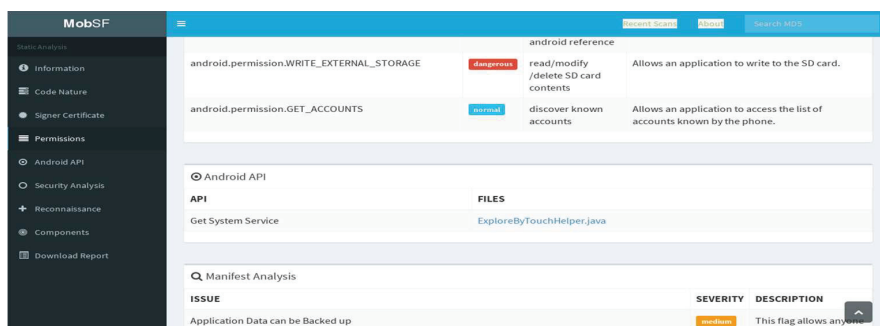 MobSF
Recent Scans
About
Search MD5
Static Analysis
Information
Code Nature
Signer Certificate
Permissions
Android API
Security Analysis
Reconnaissance
Components
Download Report
android reference
android.permission.WRITE_EXTERNAL_STORAGE
dangerous
read/modify
/delete SD card
contents
Allows an application to write to the SD card.
android.permission.GET_ACCOUNTS
normal
discover known
accounts
Allows an application to access the list of
accounts known by the phone.
Android API
API
FILES
Get System Service
ExploreByTouchHelper.java
Manifest Analysis
ISSUE
SEVERITY
DESCRIPTION
Application Data can be Backed up
medium
This flag allows anyone